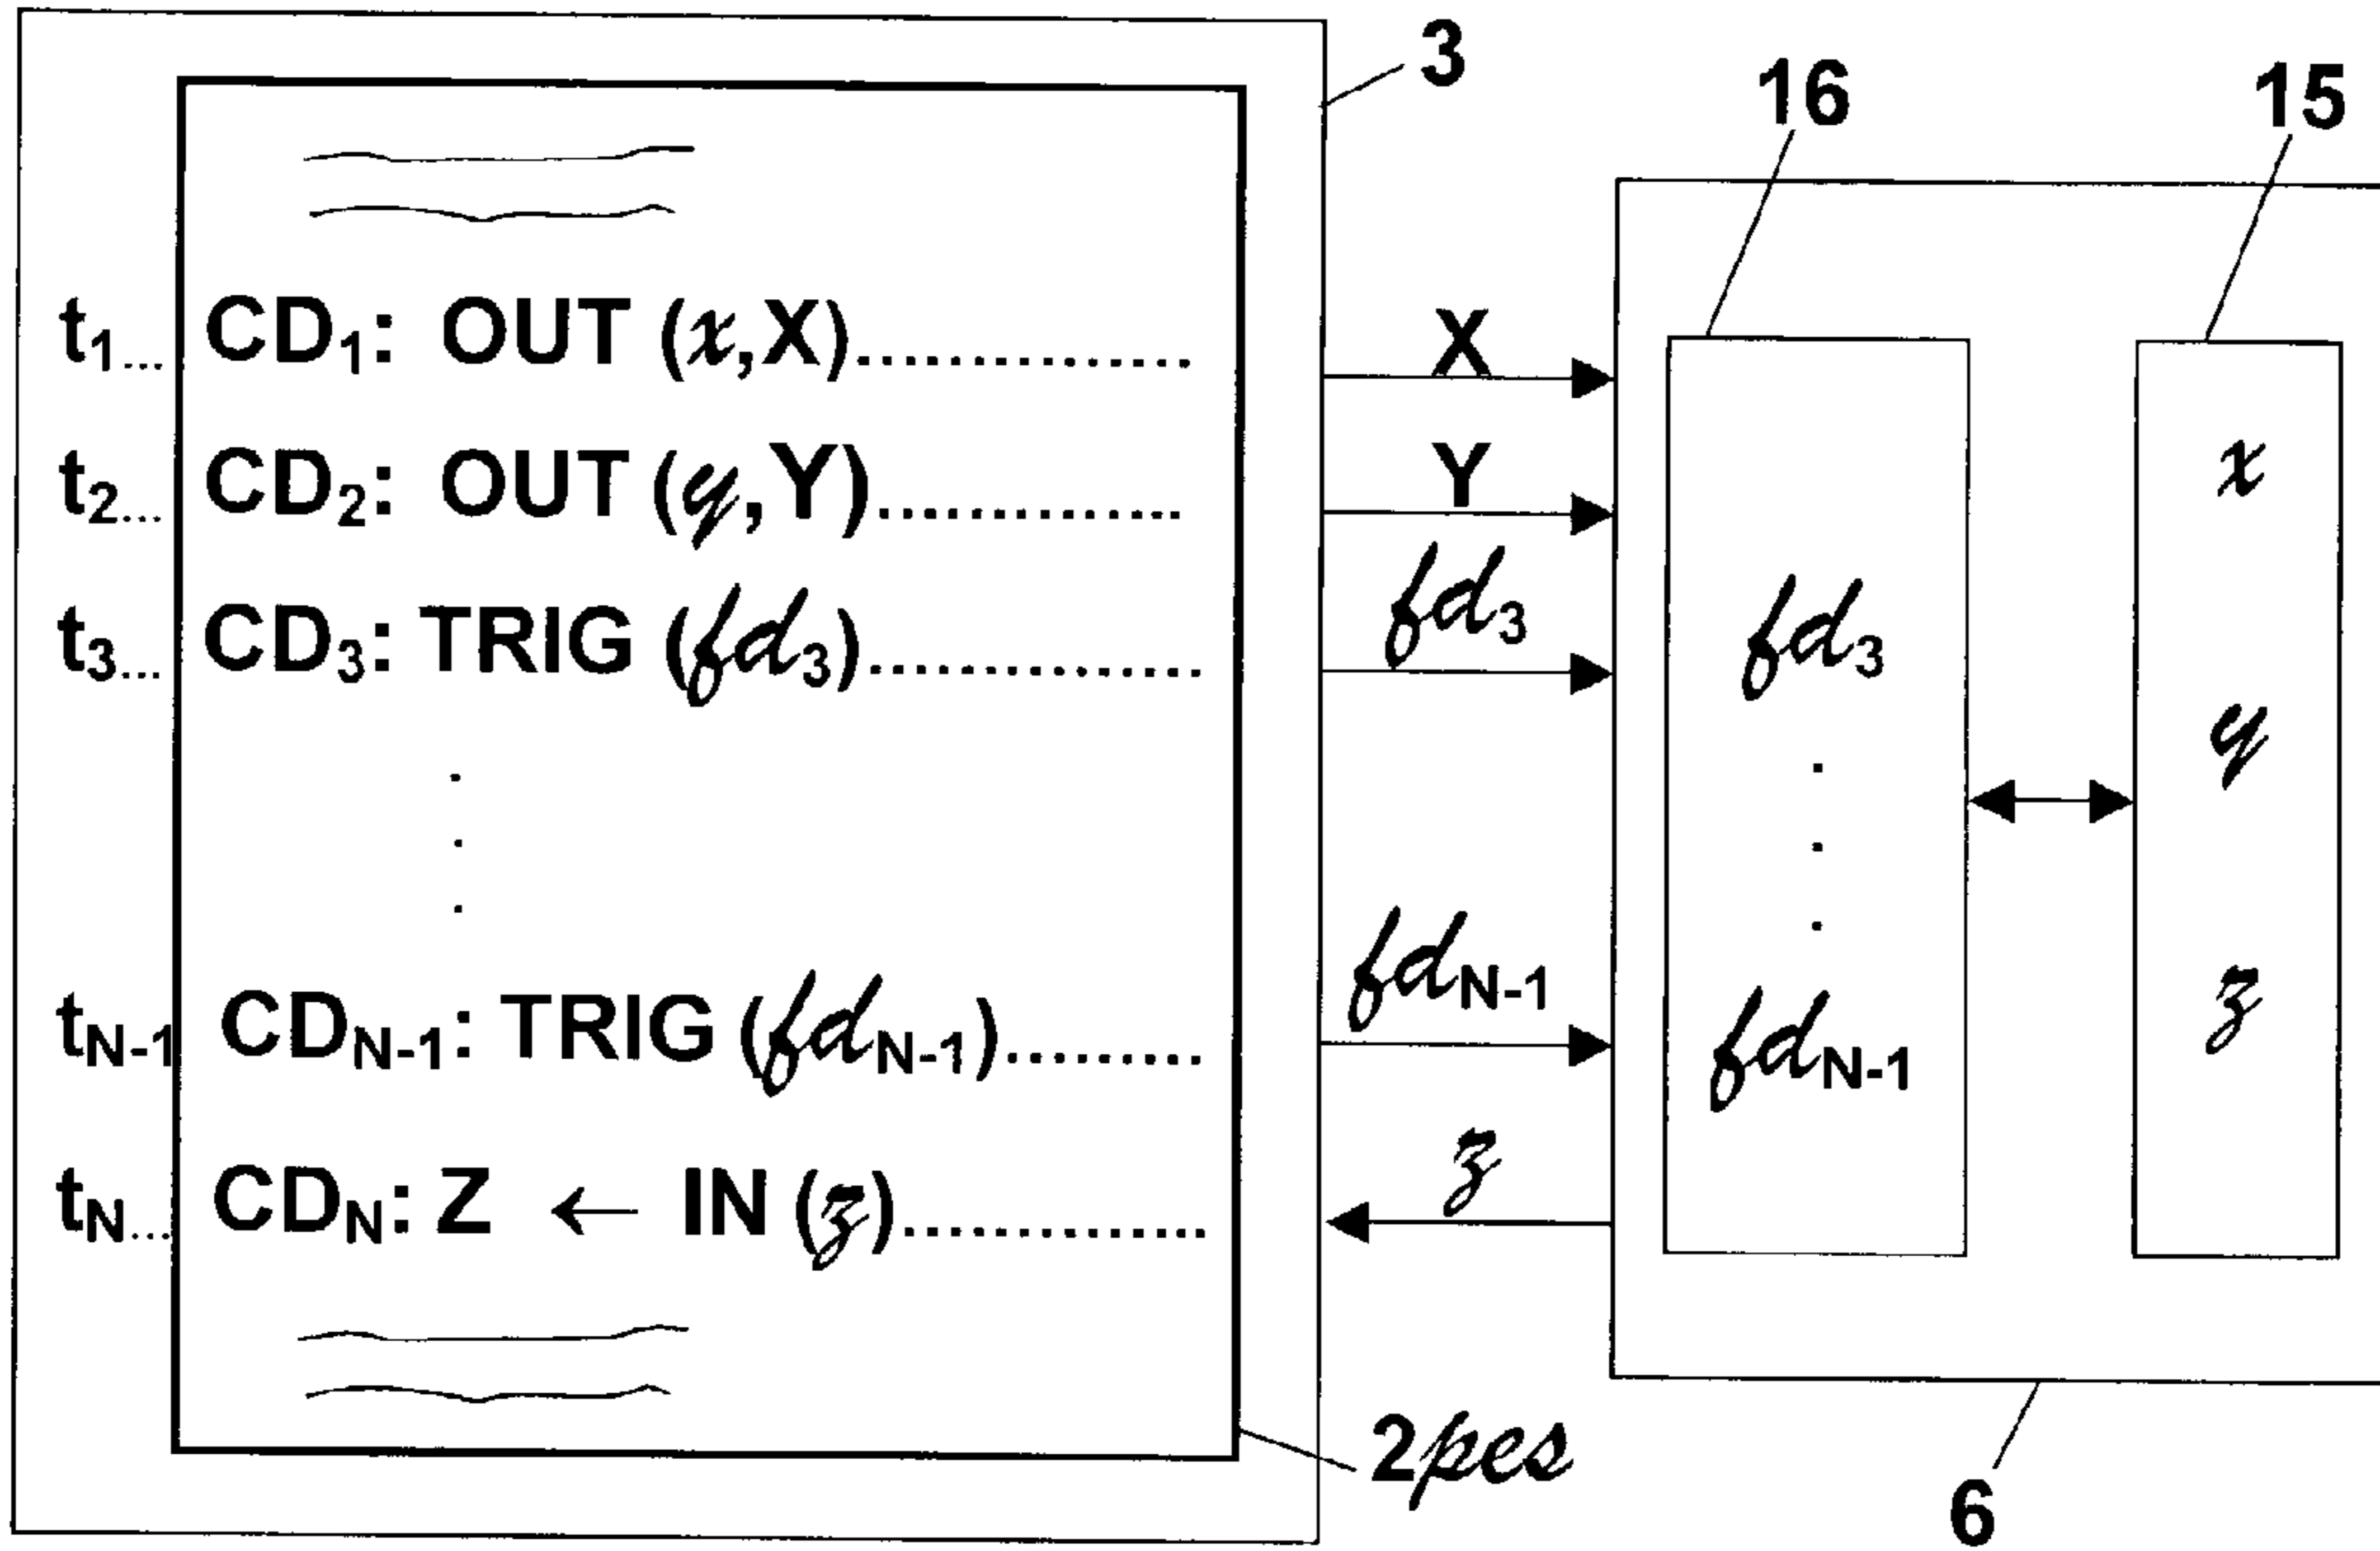 3
16
15
t1... CD1: OUT (x,X)...............
X
t2... CD2: OUT (y,Y)..............
Y
x
t3... CD3: TRIG (fd3)...............
fd3
fd3
y
tN-1 CDN-1: TRIG (fdN-1).........
fdN-1
fdN-1
z
tN... CDN: Z ← IN (z)..............
z
2pes
6